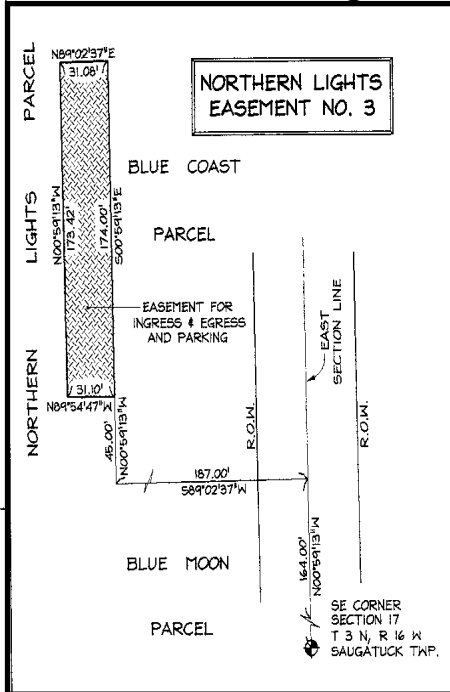 NORTHERN LIGHTS
EASEMENT NO. 3
N89°02'37"E
31.08'
NORTHERN LIGHTS PARCEL
BLUE COAST
PARCEL
N00°59'13"W
173.42'
174.00'
S00°59'13"E
EASEMENT FOR
INGRESS & EGRESS
AND PARKING
EAST
SECTION LINE
R.O.W.
R.O.W.
31.10'
N89°54'47"W
45.00'
N00°59'13"W
187.00'
S89°02'37"W
164.00'
N00°59'13"W
BLUE MOON
PARCEL
SE CORNER
SECTION 17
T 3 N, R 16 W
SAUGATUCK TWP.